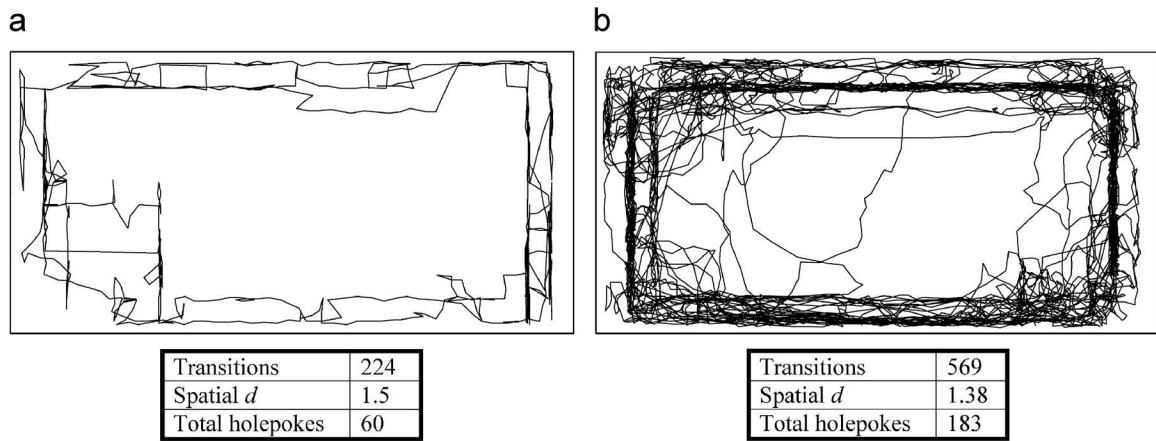 a
b
Transitions 224
Spatial d 1.5
Total holepokes 60
Transitions 569
Spatial d 1.38
Total holepokes 183